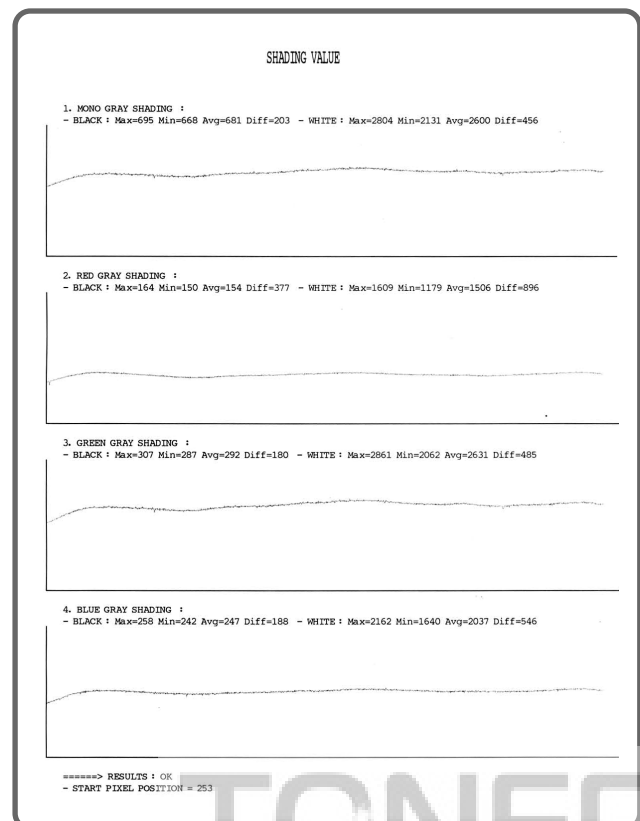 SHADING VALUE
1. MONO GRAY SHADING :
- BLACK : Max=695 Min=668 Avg=681 Diff=203 - WHITE : Max=2804 Min=2131 Avg=2600 Diff=456
2. RED GRAY SHADING :
- BLACK : Max=164 Min=150 Avg=154 Diff=377 - WHITE : Max=1609 Min=1179 Avg=1506 Diff=896
3. GREEN GRAY SHADING :
- BLACK : Max=307 Min=287 Avg=292 Diff=180 - WHITE : Max=2861 Min=2062 Avg=2631 Diff=485
4. BLUE GRAY SHADING :
- BLACK : Max=258 Min=242 Avg=247 Diff=188 - WHITE : Max=2162 Min=1640 Avg=2037 Diff=546
======> RESULTS : OK
- START PIXEL POSITION = 253